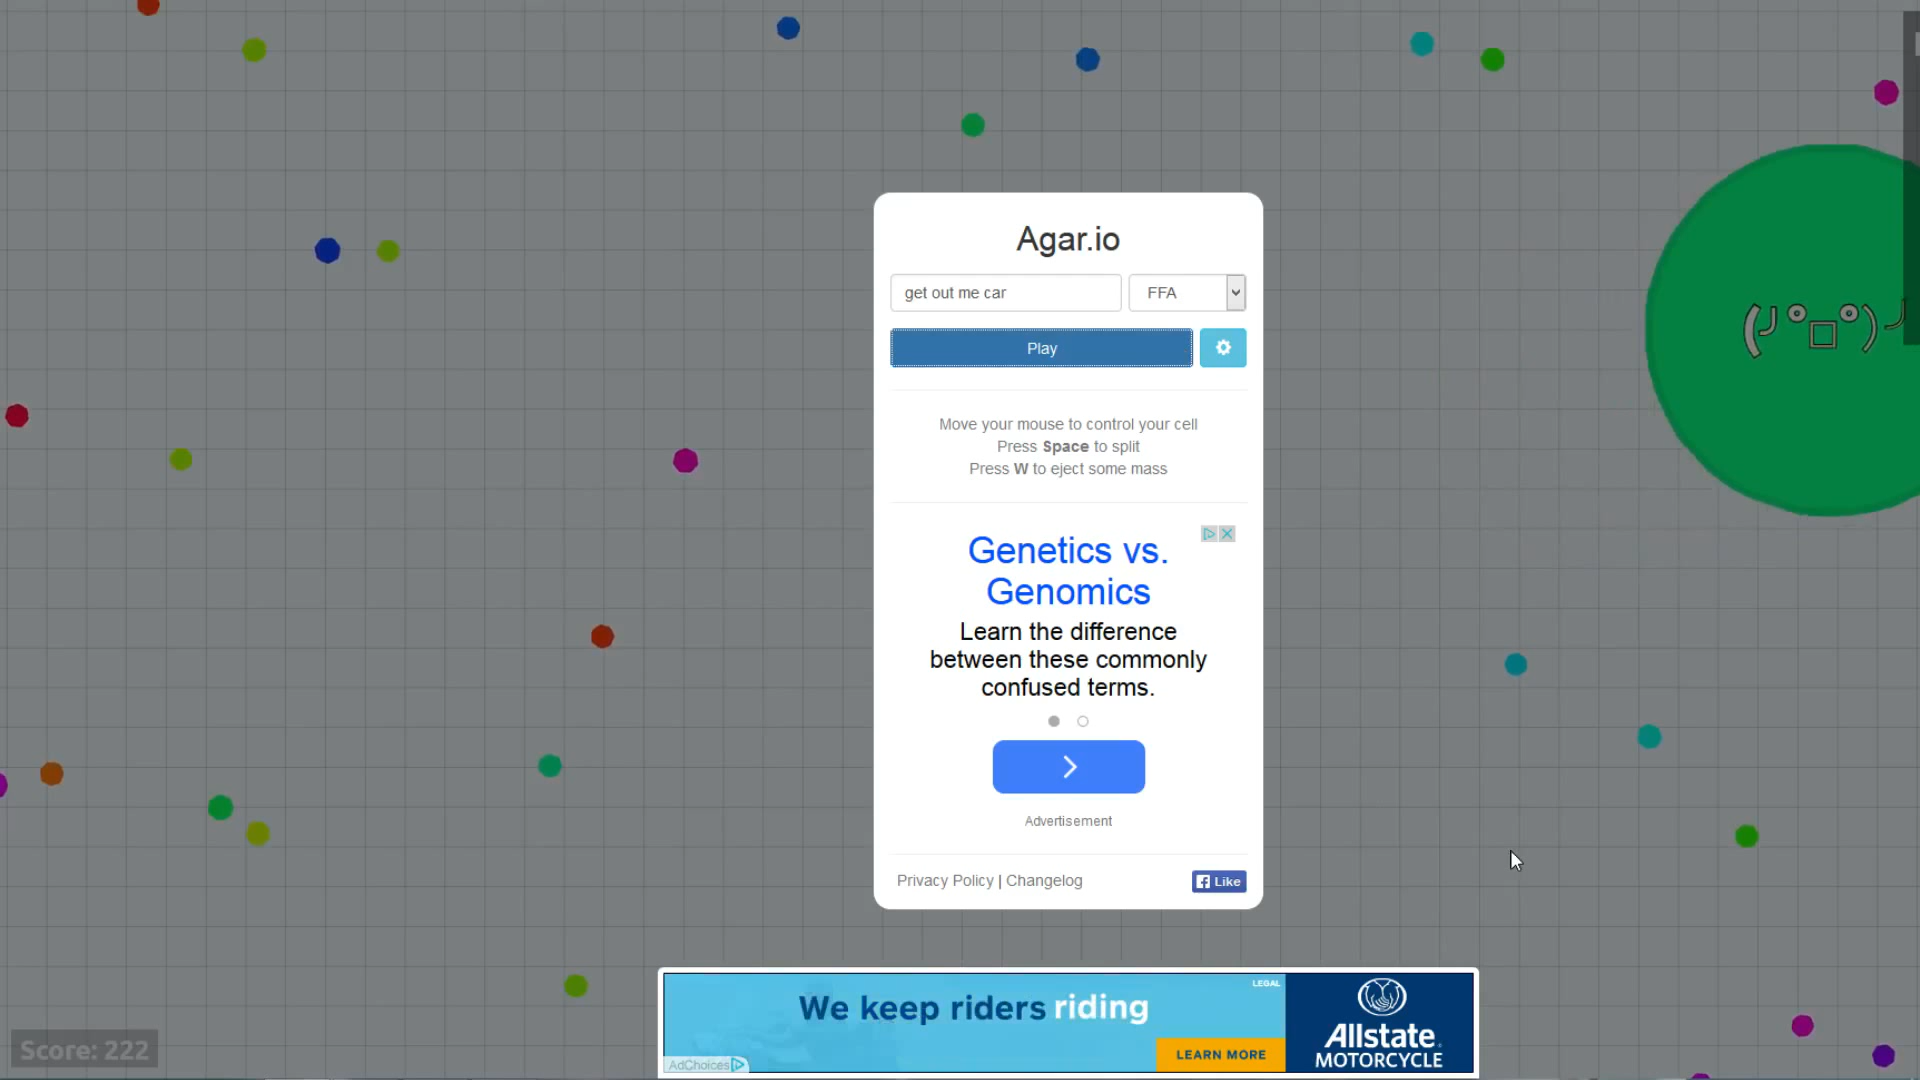 Agar.io
get out me car
FFA
Play
Move your mouse to control your cell
Press Space to split
Press W to eject some mass
Genetics vs.
Genomics
Learn the difference
between these commonly
confused terms.
Advertisement
Privacy Policy | Changelog
Like
(╯°□°)╯
We keep riders riding
LEGAL
LEARN MORE
AdChoices
Allstate
MOTORCYCLE
Score: 222